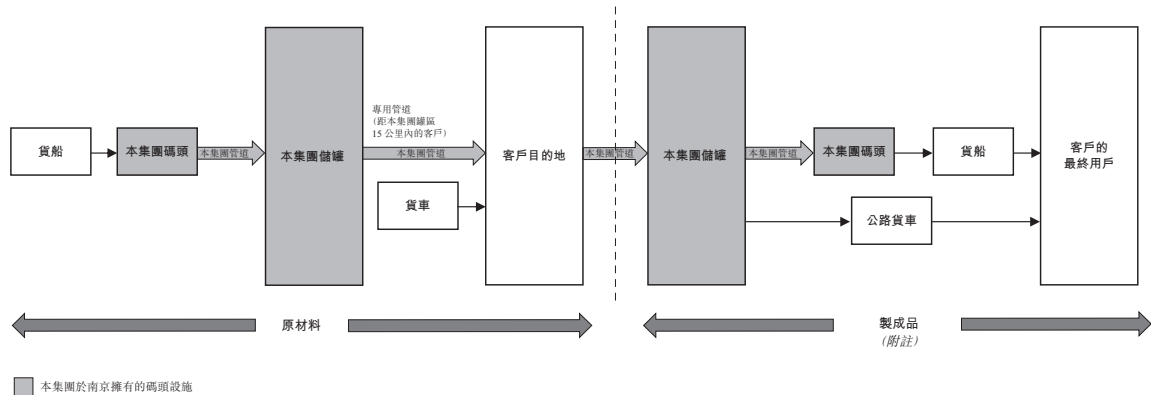 專用管道
(距本集團罐區
15 公里內的客戶)
貨船
本集團碼頭
本集團管道
本集團儲罐
本集團管道
客戶目的地
本集團管道
本集團儲罐
本集團管道
本集團碼頭
貨船
客戶的
最終用戶
貨車
公路貨車
原材料
製成品
(附註)
本集團於南京擁有的碼頭設施